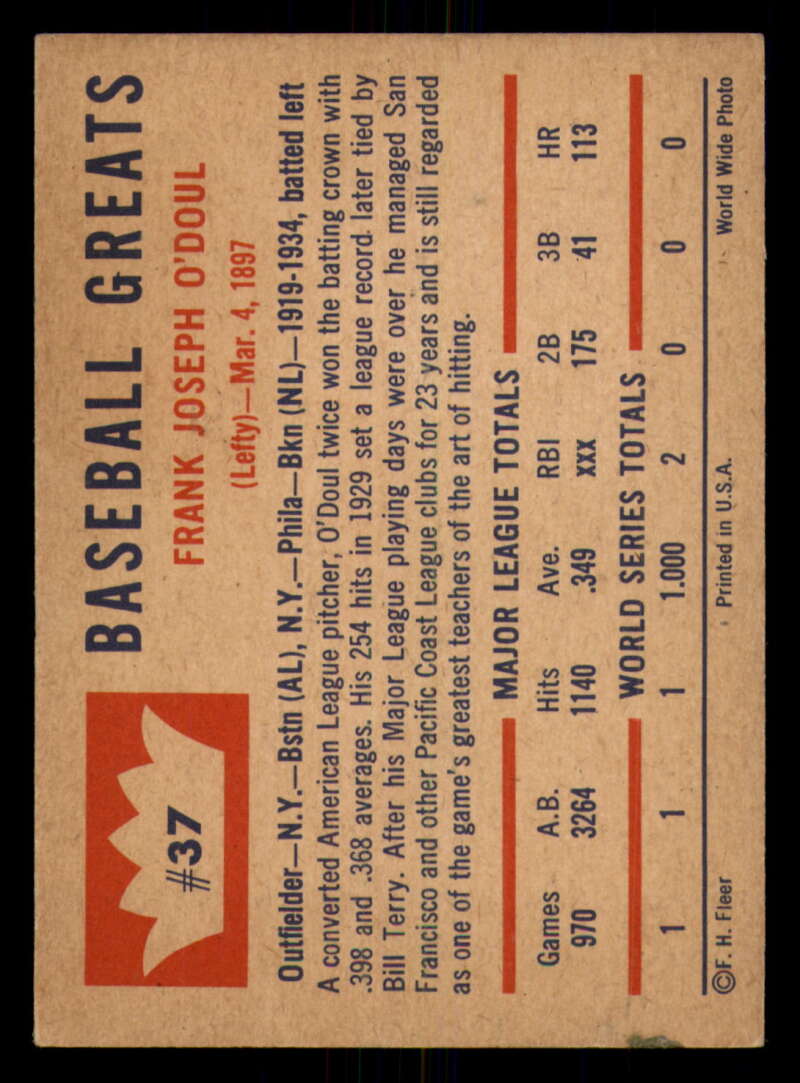 #37
BASEBALL GREATS
FRANK JOSEPH O'DOUL
(Lefty)—Mar. 4, 1897
Outfielder—N.Y.—Bstn (AL), N.Y.—Phila—Bkn (NL)—1919-1934, batted left
A converted American League pitcher, O'Doul twice won the batting crown with
.398 and .368 averages. His 254 hits in 1929 set a league record later tied by
Bill Terry. After his Major League playing days were over he managed San
Francisco and other Pacific Coast League clubs for 23 years and is still regarded
as one of the game's greatest teachers of the art of hitting.
MAJOR LEAGUE TOTALS
Games A.B. Hits Ave. RBI 2B 3B HR
970 3264 1140 .349 xxx 175 41 113
WORLD SERIES TOTALS
1 1 1 1.000 2 0 0 0
©F. H. Fleer Printed in U.S.A. World Wide Photo